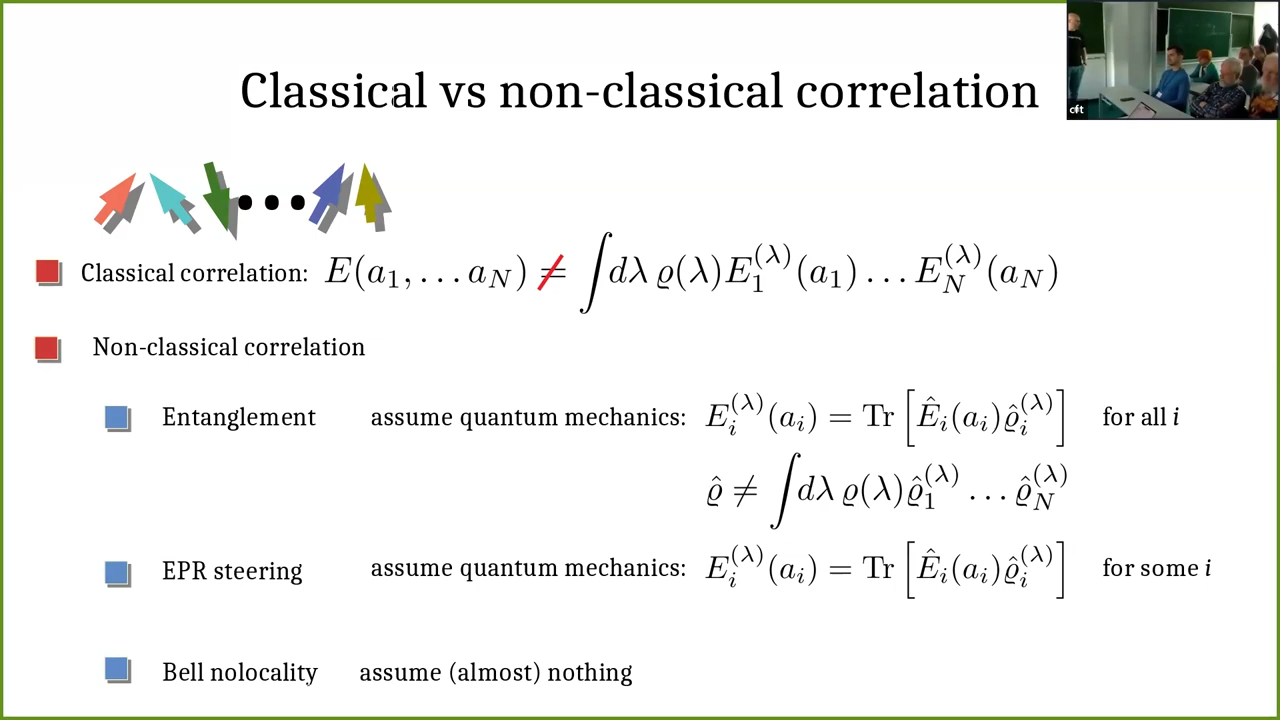 Classical vs non-classical correlation
cft
...
Classical correlation: E(a₁, … a_N) ≠ ∫dλ ϱ(λ)E₁^(λ)(a₁) … E_N^(λ)(a_N)
Non-classical correlation
Entanglement assume quantum mechanics: E_i^(λ)(a_i) = Tr[Ê_i(a_i)ϱ̂_i^(λ)] for all i
ϱ̂ ≠ ∫dλ ϱ(λ)ϱ̂₁^(λ) … ϱ̂_N^(λ)
EPR steering assume quantum mechanics: E_i^(λ)(a_i) = Tr[Ê_i(a_i)ϱ̂_i^(λ)] for some i
Bell nolocality assume (almost) nothing